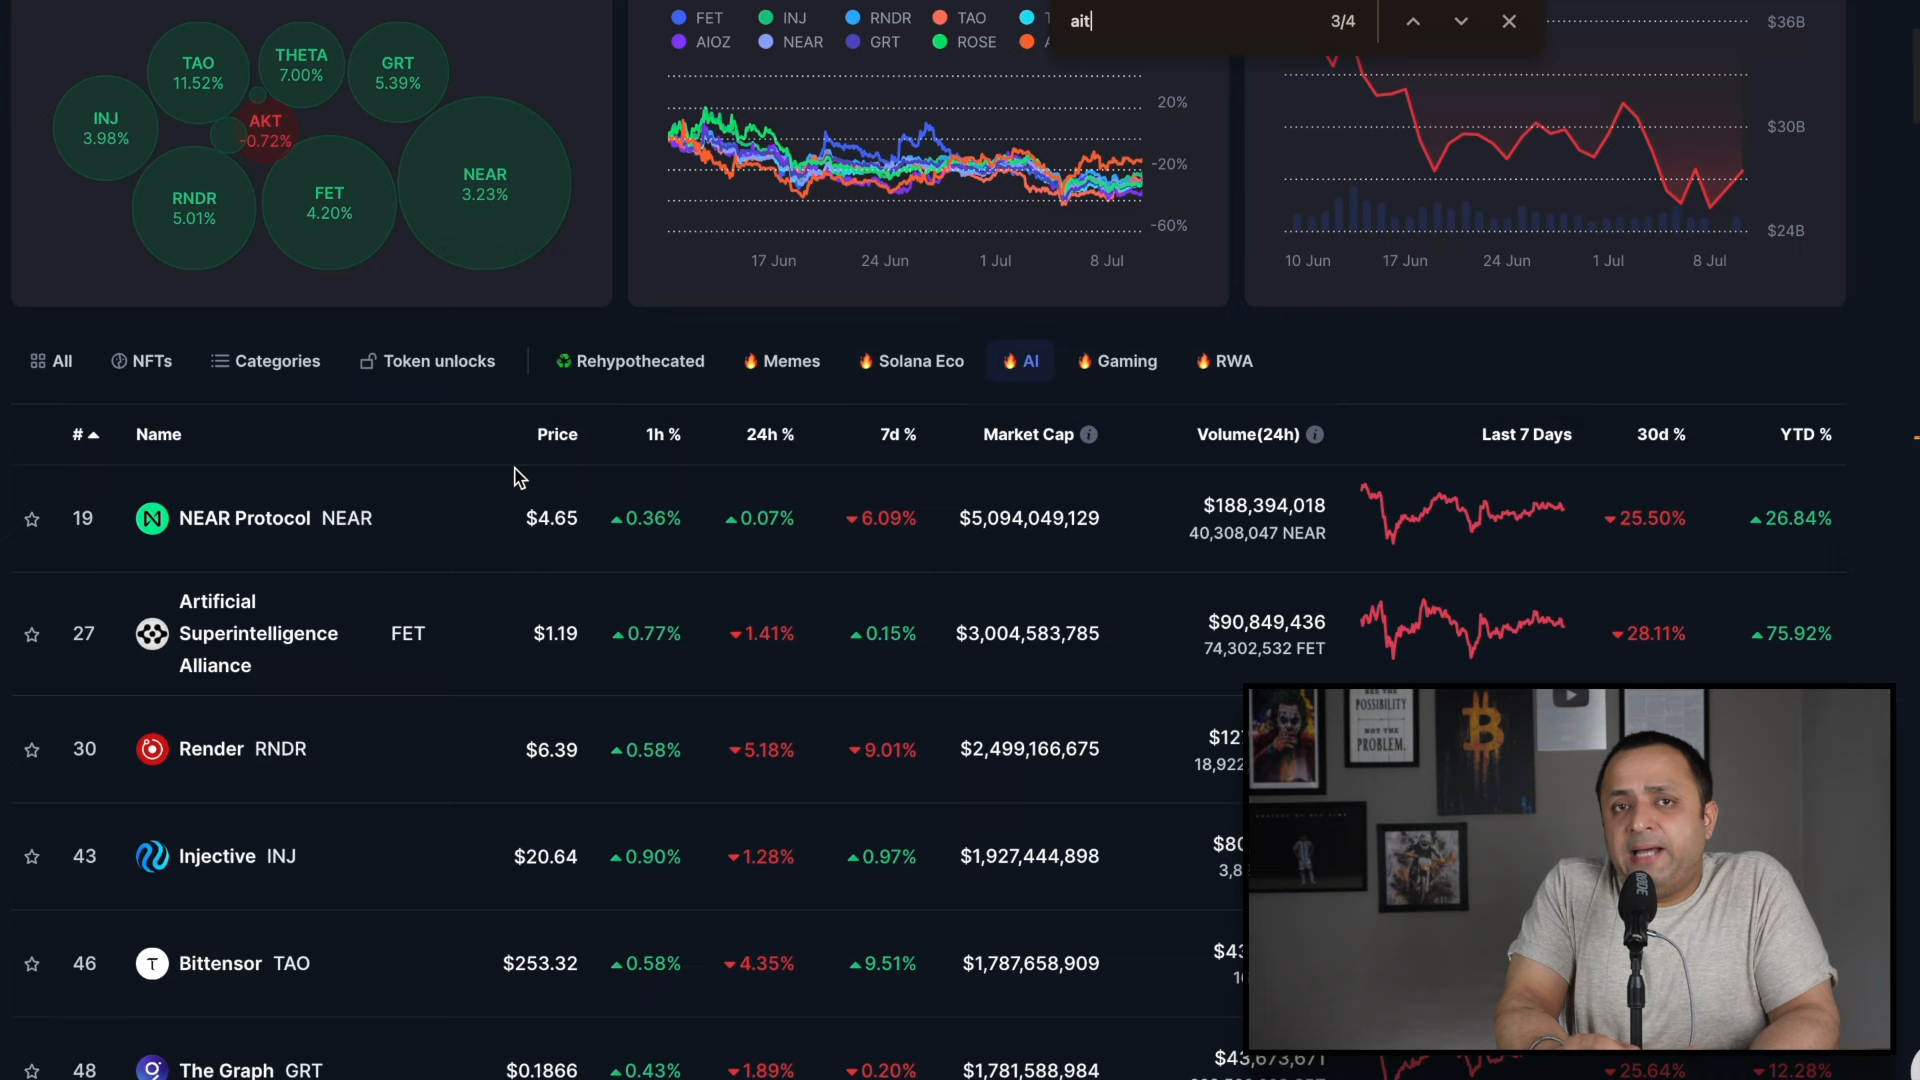 FET INJ RNDR TAO
AIOZ NEAR GRT ROSE
ait 3/4
$36B
TAO
11.52%
THETA
7.00%
GRT
5.39%
INJ
3.98%
AKT
-0.72%
RNDR
5.01%
FET
4.20%
NEAR
3.23%
20%
-20%
-60%
17 Jun 24 Jun 1 Jul 8 Jul
$30B
$24B
10 Jun 17 Jun 24 Jun 1 Jul 8 Jul
All NFTs Categories Token unlocks Rehypothecated Memes Solana Eco AI Gaming RWA
# Name Price 1h % 24h % 7d % Market Cap Volume(24h) Last 7 Days 30d % YTD %
19 NEAR Protocol NEAR $4.65 0.36% 0.07% 6.09% $5,094,049,129 $188,394,018 25.50% 26.84%
40,308,047 NEAR
27 Artificial Superintelligence Alliance FET $1.19 0.77% 1.41% 0.15% $3,004,583,785 $90,849,436 28.11% 75.92%
74,302,532 FET
30 Render RNDR $6.39 0.58% 5.18% 9.01% $2,499,166,675
43 Injective INJ $20.64 0.90% 1.28% 0.97% $1,927,444,898
46 Bittensor TAO $253.32 0.58% 4.35% 9.51% $1,787,658,909
48 The Graph GRT $0.1866 0.43% 1.89% 0.20% $1,781,588,984 $43,673,671 25.64% 12.28%
SEE THE
POSSIBILITY
NOT THE
PROBLEM.
RODE